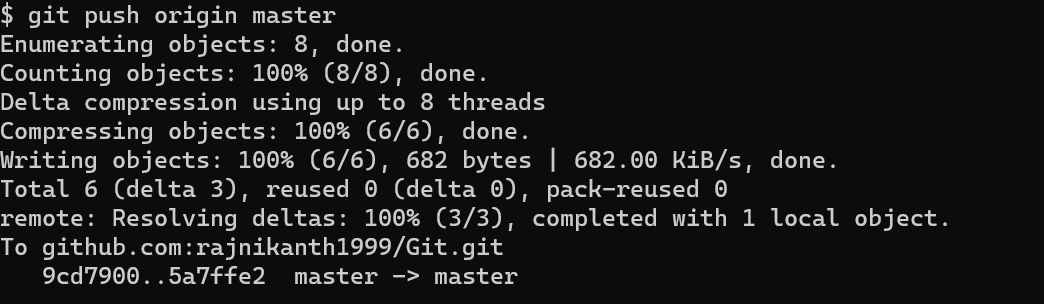 $ git push origin master
Enumerating objects: 8, done.
Counting objects: 100% (8/8), done.
Delta compression using up to 8 threads
Compressing objects: 100% (6/6), done.
Writing objects: 100% (6/6), 682 bytes | 682.00 KiB/s, done.
Total 6 (delta 3), reused 0 (delta 0), pack-reused 0
remote: Resolving deltas: 100% (3/3), completed with 1 local object.
To github.com:rajnikanth1999/Git.git
   9cd7900..5a7ffe2  master -> master